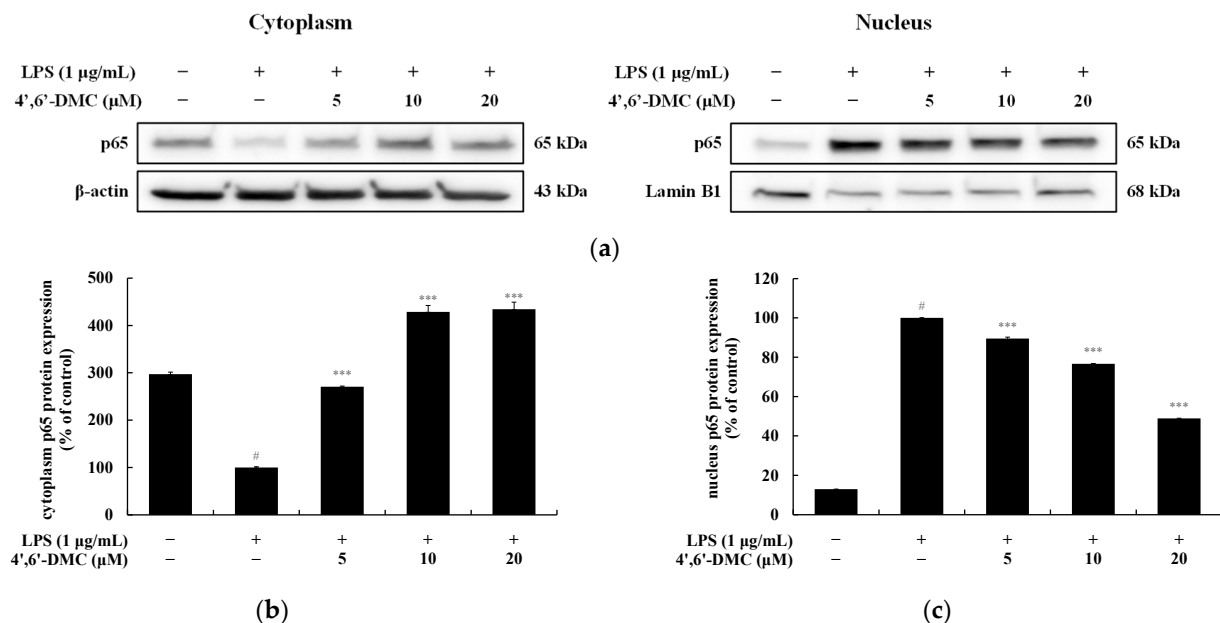 Cytoplasm
LPS (1 µg/mL) − + + + +
4',6'-DMC (µM) − − 5 10 20
p65 65 kDa
β-actin 43 kDa
Nucleus
LPS (1 µg/mL) − + + + +
4',6'-DMC (µM) − − 5 10 20
p65 65 kDa
Lamin B1 68 kDa
(a)
cytoplasm p65 protein expression
(% of control)
500
400
300
200
100
0
#
***
***
***
LPS (1 µg/mL) − + + + +
4',6'-DMC (µM) − − 5 10 20
(b)
nucleus p65 protein expression
(% of control)
120
100
80
60
40
20
0
#
***
***
***
LPS (1 µg/mL) − + + + +
4',6'-DMC (µM) − − 5 10 20
(c)